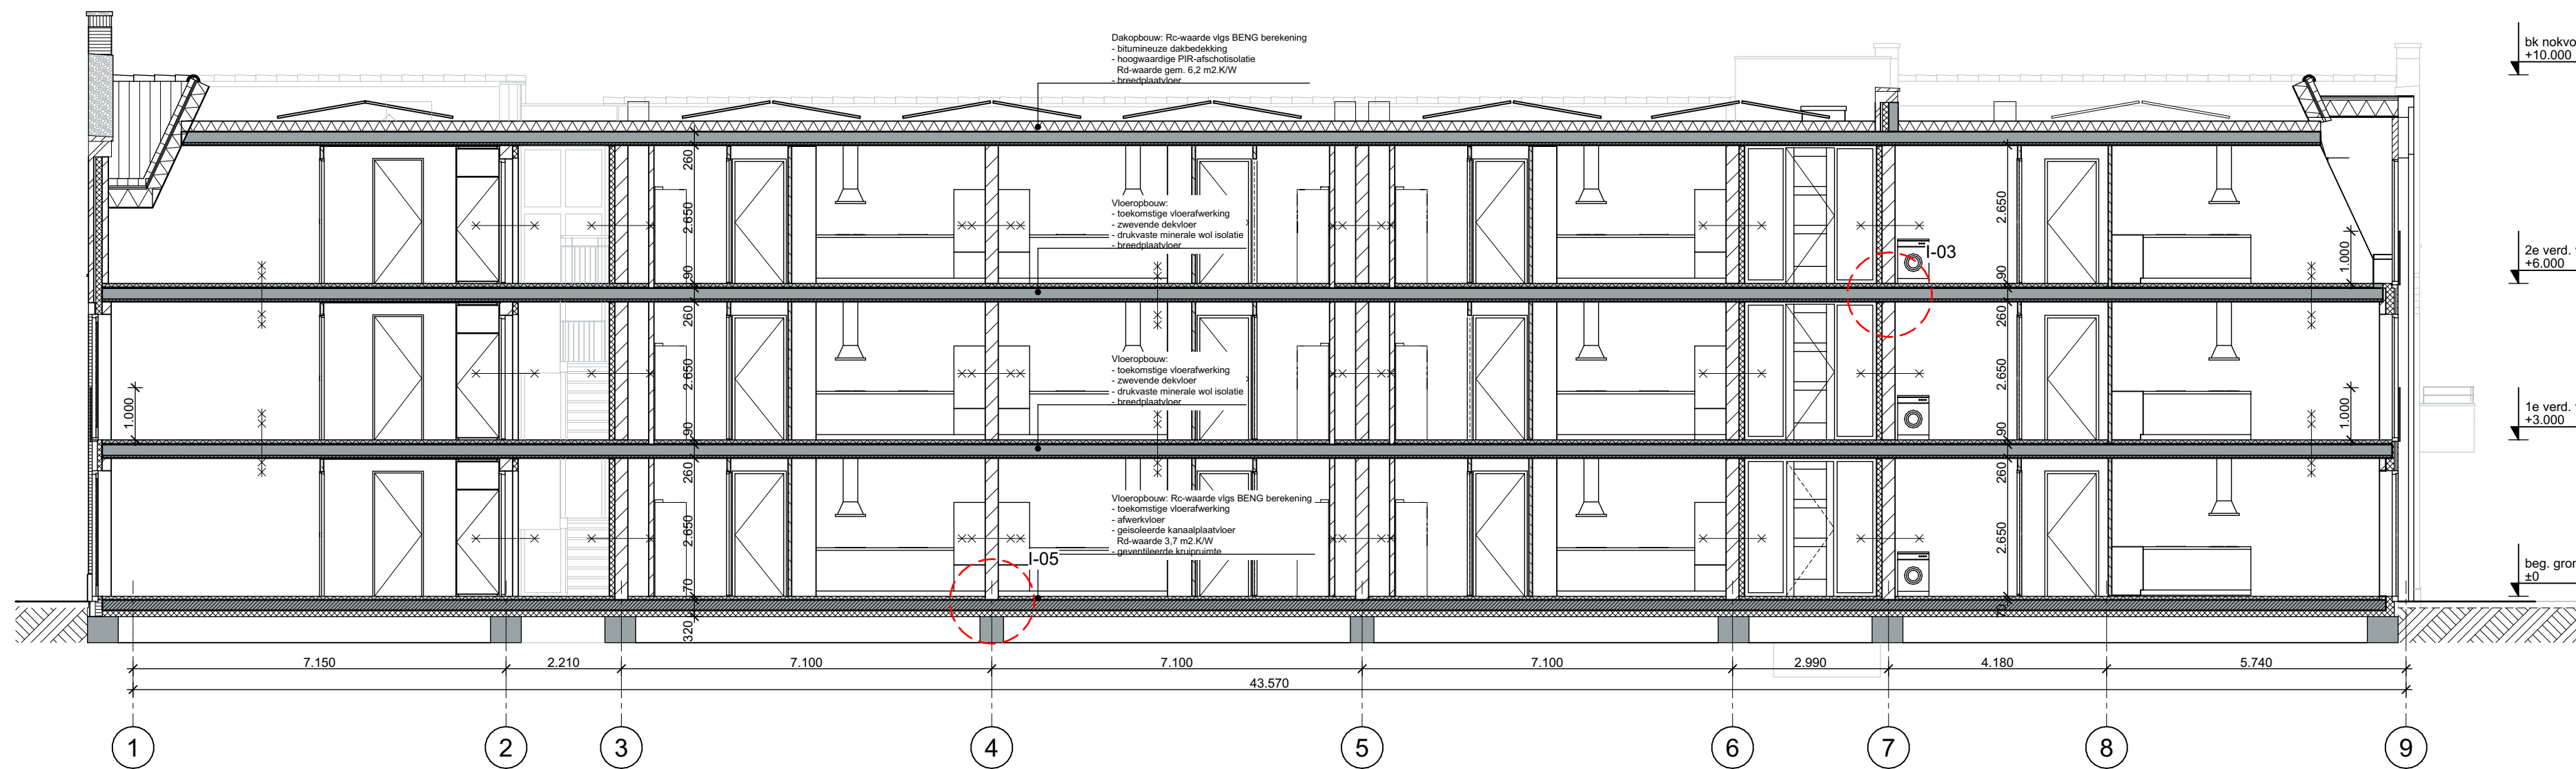 Dakopbouw: Rc-waarde vlgs BENG berekening
- bitumineuze dakbedekking
- hoogwaardige PIR-afschotisolatie
Rd-waarde gem. 6,2 m2.K/W
- breedplaatvloer
bk nokvo
+10.000
260
2.650
90
2.650
90
1.000
Vloeropbouw:
- toekomstige vloerafwerking
- zwevende dekvloer
- drukvaste minerale wol isolatie
- breedplaatvloer
I-03
2e verd.
+6.000
260
2.650
90
260
2.650
90
1.000
1.000
Vloeropbouw:
- toekomstige vloerafwerking
- zwevende dekvloer
- drukvaste minerale wol isolatie
- breedplaatvloer
1e verd.
+3.000
260
2.650
70
320
260
2.650
70
Vloeropbouw: Rc-waarde vlgs BENG berekening
- toekomstige vloerafwerking
- afwerkvloer
- geisoleerde kanaalplaatvloer
Rd-waarde 3,7 m2.K/W
- geventileerde kruipruimte
I-05
beg. gron
±0
7.150
2.210
7.100
7.100
7.100
2.990
4.180
5.740
43.570
1
2
3
4
5
6
7
8
9